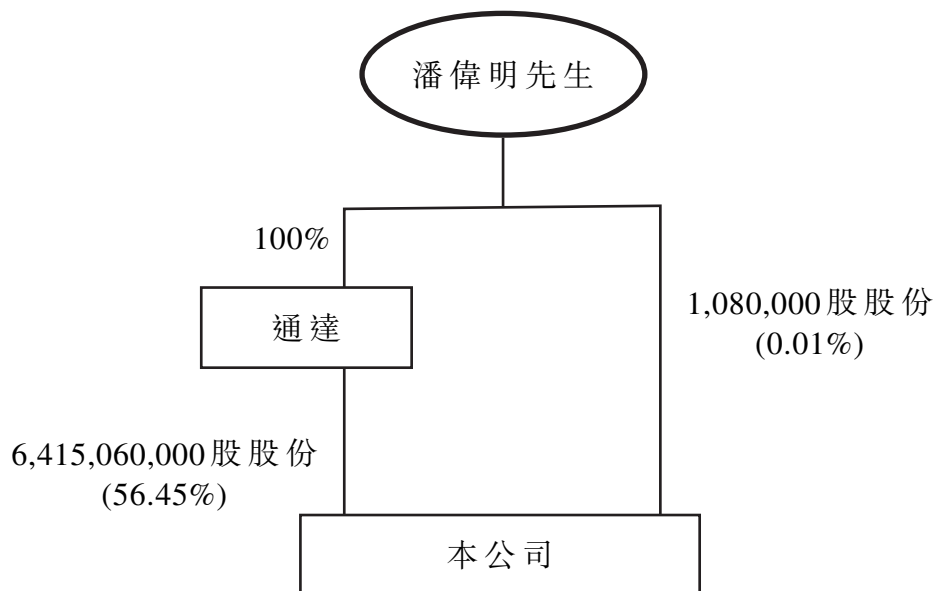 潘偉明先生
100%
通達
1,080,000股股份
(0.01%)
6,415,060,000股股份
(56.45%)
本公司